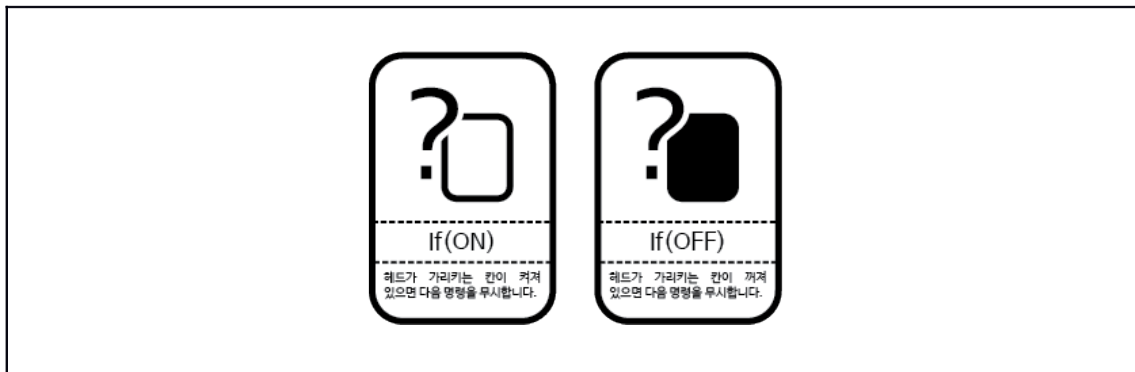 ?
If(ON)
헤드가 가리키는 칸이 켜져
있으면 다음 명령을 무시합니다.
?
If(OFF)
헤드가 가리키는 칸이 꺼져
있으면 다음 명령을 무시합니다.